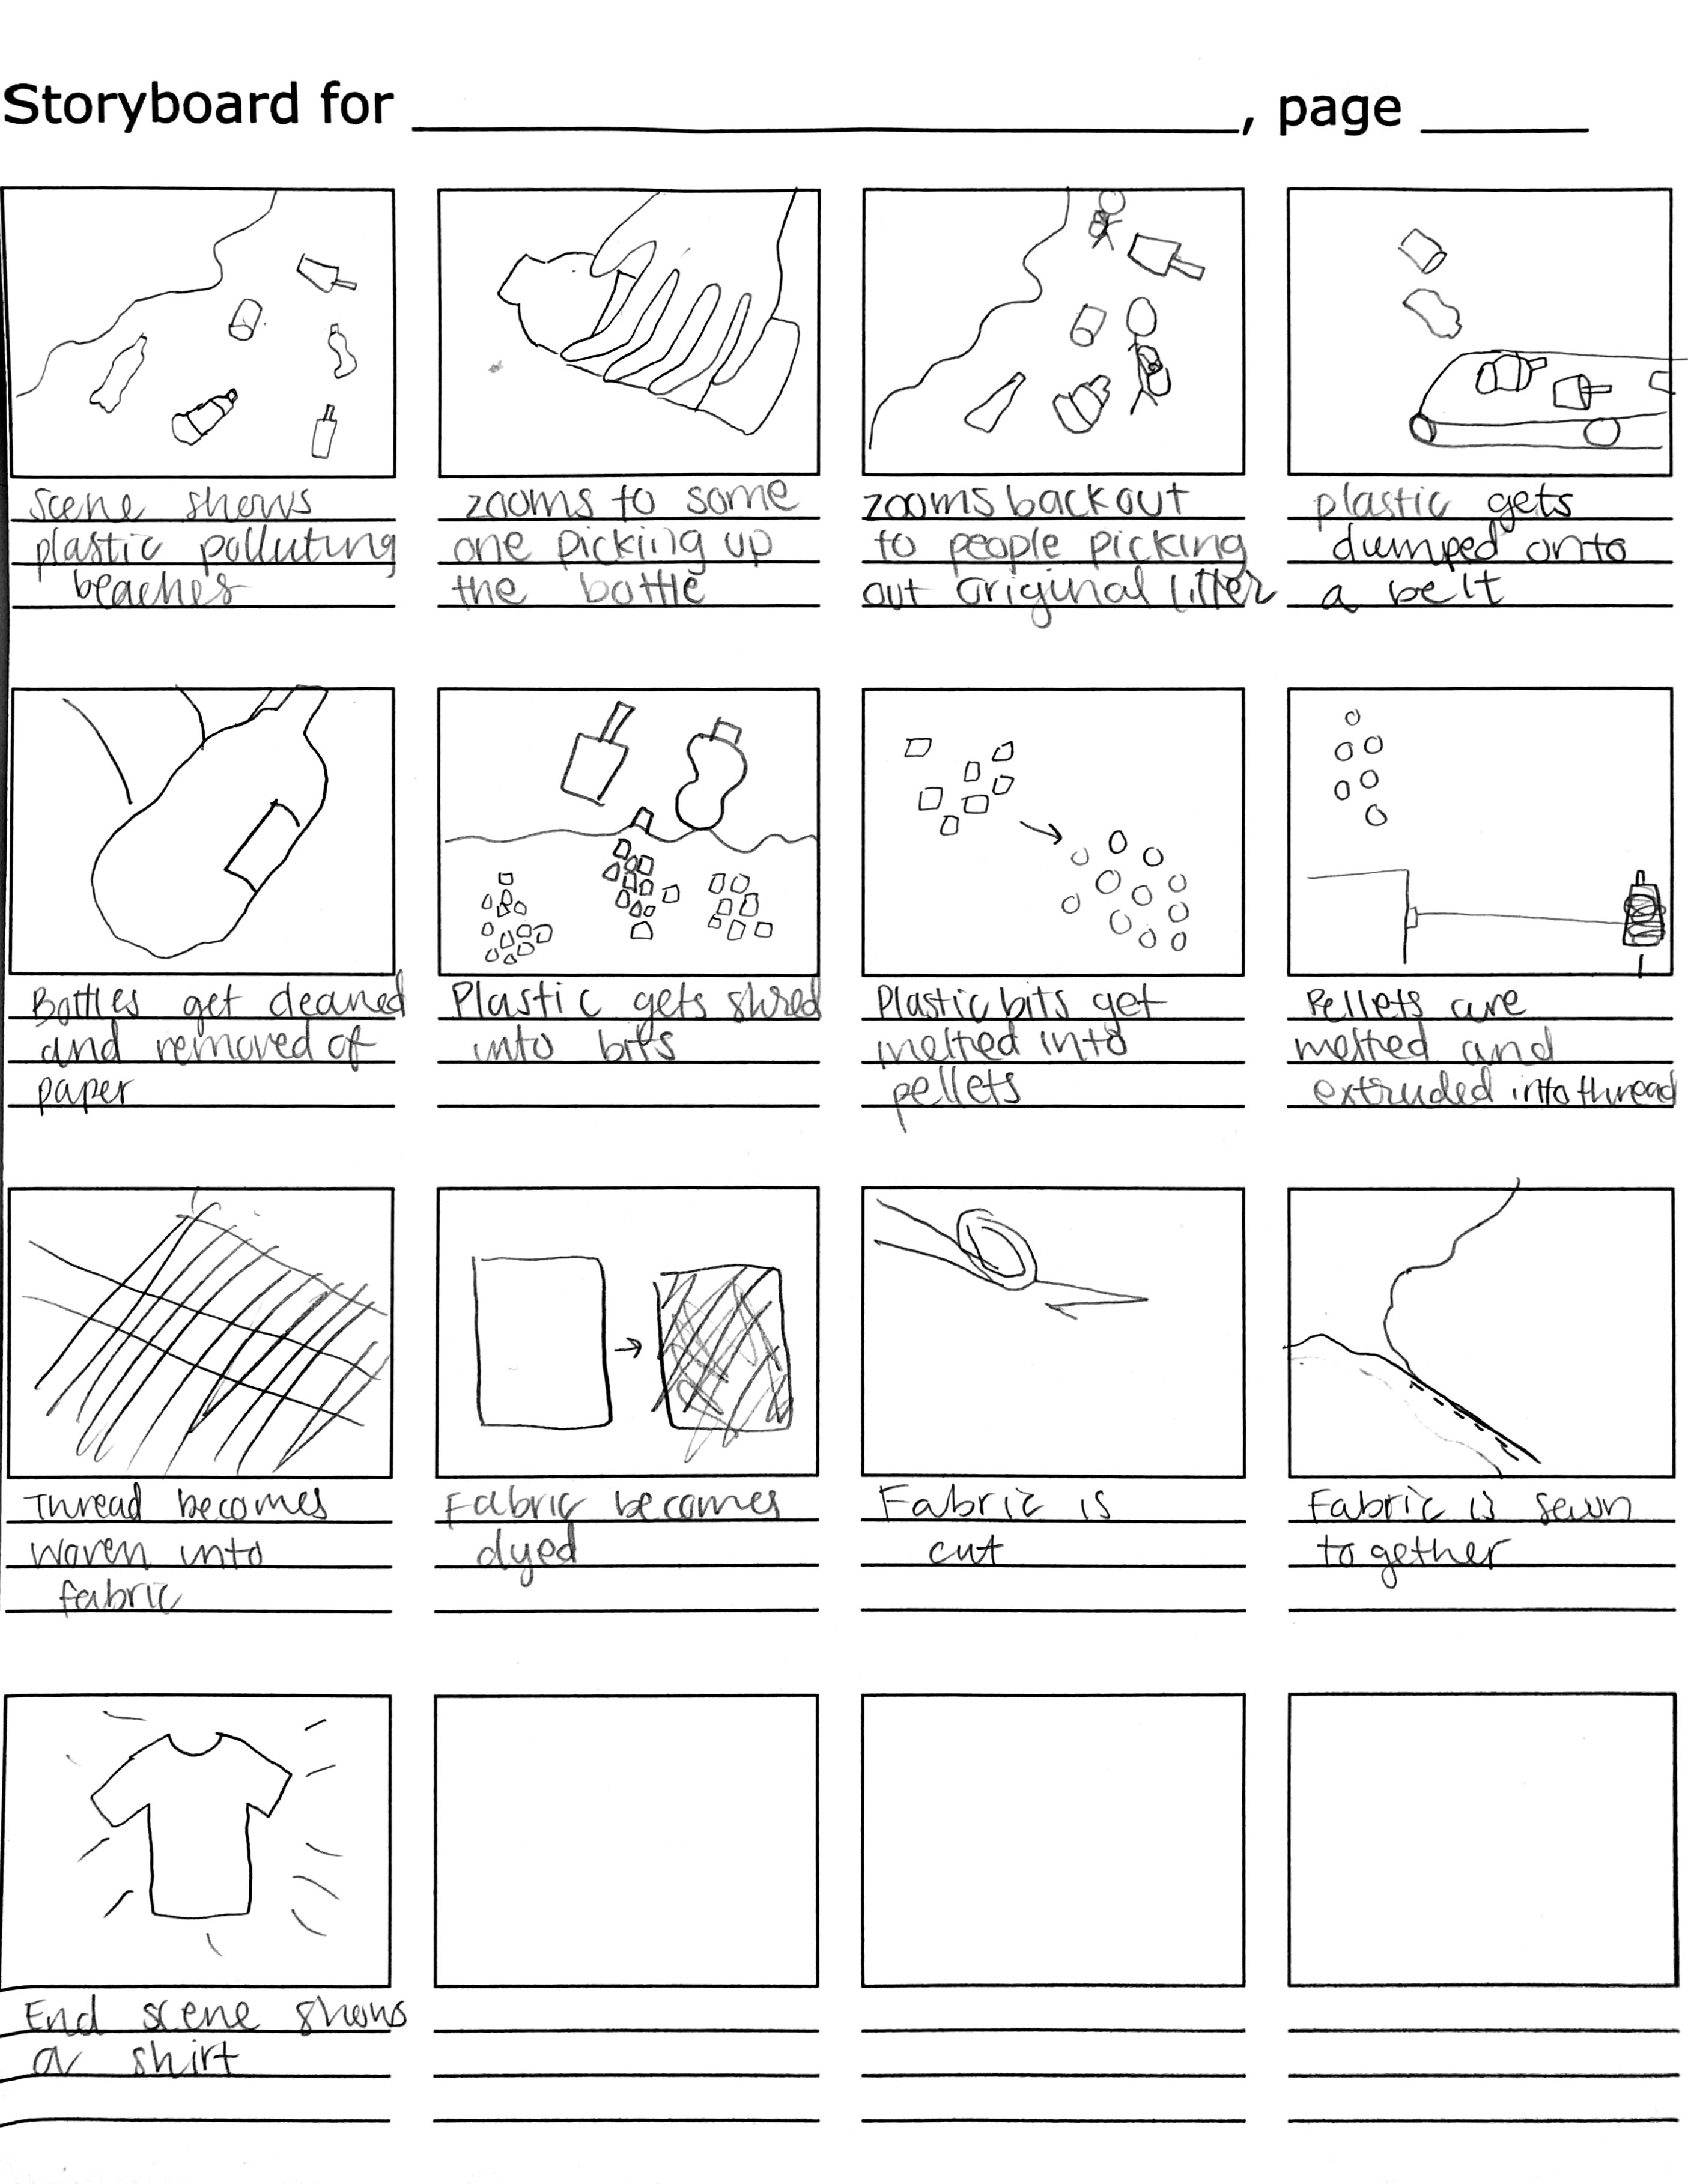 Storyboard for ____________________, page ____
Scene shows
plastic polluting
beaches
zooms to some
one picking up
the bottle
zooms back out
to people picking
out original litter
plastic gets
dumped onto
a belt
Bottles get cleaned
and removed of
paper
Plastic gets shred
into bits
Plastic bits get
melted into
pellets
Pellets are
melted and
extruded into thread
Thread becomes
woven into
fabric
Fabric becomes
dyed
Fabric is
cut
Fabric is sewn
together
End scene shows
a shirt